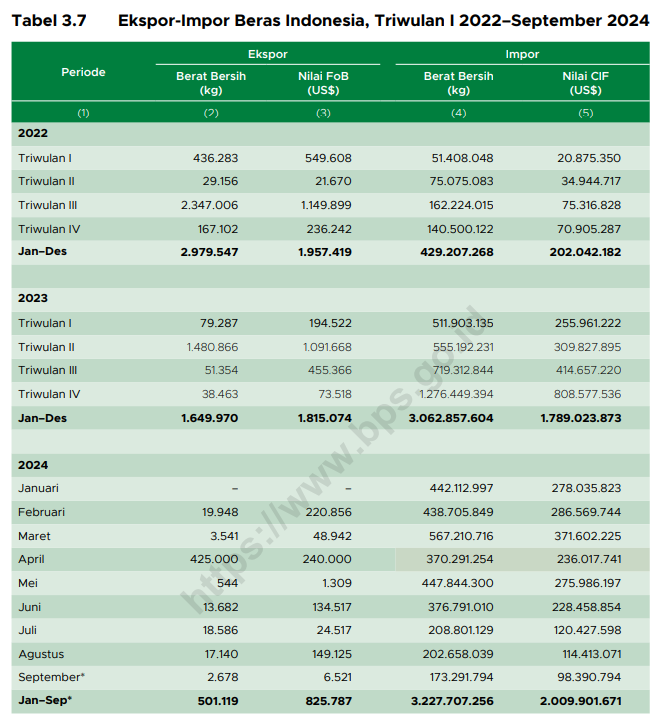 Tabel 3.7 Ekspor-Impor Beras Indonesia, Triwulan I 2022–September 2024
Periode Ekspor Impor
Berat Bersih (kg) Nilai FoB (US$) Berat Bersih (kg) Nilai CIF (US$)
(1) (2) (3) (4) (5)
2022
Triwulan I 436.283 549.608 51.408.048 20.875.350
Triwulan II 29.156 21.670 75.075.083 34.944.717
Triwulan III 2.347.006 1.149.899 162.224.015 75.316.828
Triwulan IV 167.102 236.242 140.500.122 70.905.287
Jan–Des 2.979.547 1.957.419 429.207.268 202.042.182
2023
Triwulan I 79.287 194.522 511.903.135 255.961.222
Triwulan II 1.480.866 1.091.668 555.192.231 309.827.895
Triwulan III 51.354 455.366 719.312.844 414.657.220
Triwulan IV 38.463 73.518 1.276.449.394 808.577.536
Jan–Des 1.649.970 1.815.074 3.062.857.604 1.789.023.873
2024
Januari – – 442.112.997 278.035.823
Februari 19.948 220.856 438.705.849 286.569.744
Maret 3.541 48.942 567.210.716 371.602.225
April 425.000 240.000 370.291.254 236.017.741
Mei 544 1.309 447.844.300 275.986.197
Juni 13.682 134.517 376.791.010 228.458.854
Juli 18.586 24.517 208.801.129 120.427.598
Agustus 17.140 149.125 202.658.039 114.413.071
September* 2.678 6.521 173.291.794 98.390.794
Jan–Sep* 501.119 825.787 3.227.707.256 2.009.901.671
https://www.bps.go.id